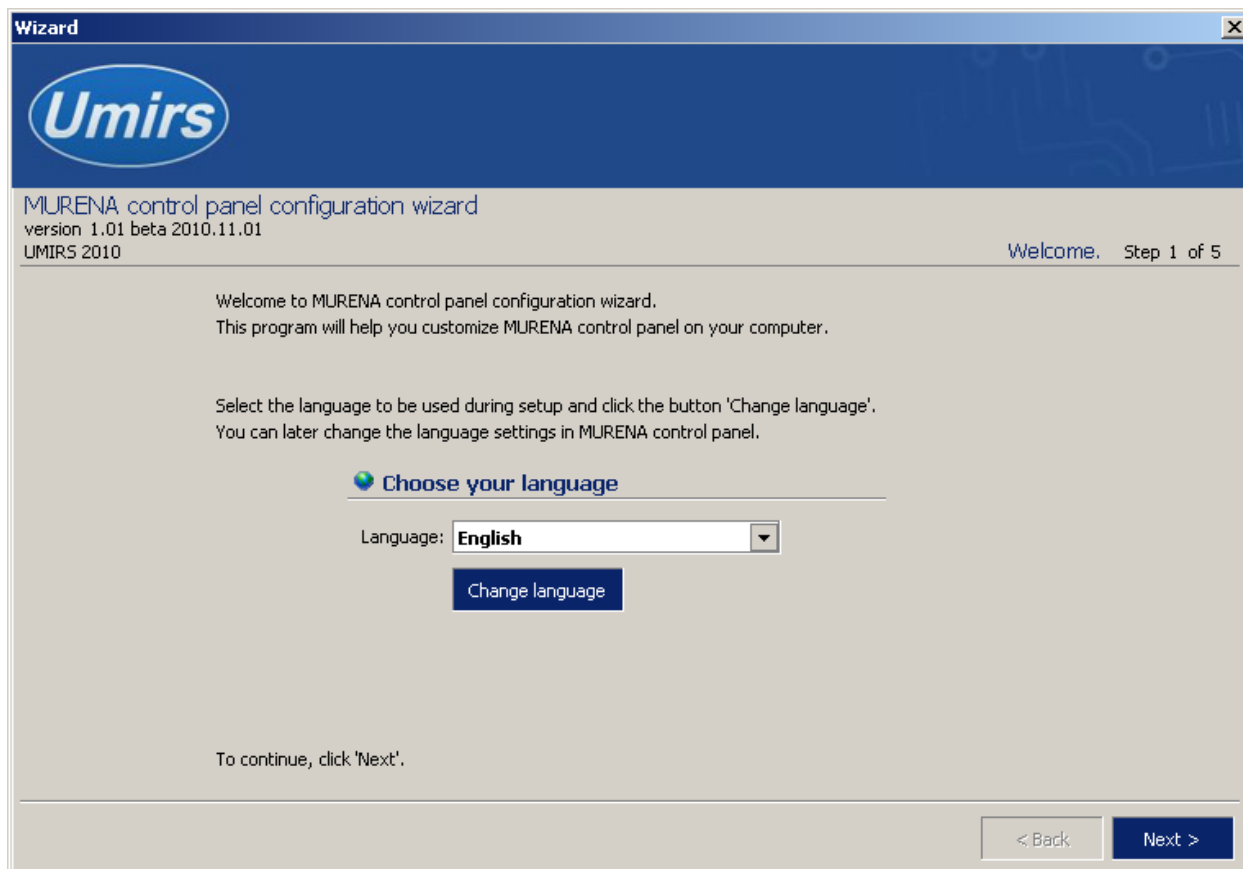 Wizard
Umirs
MURENA control panel configuration wizard
version 1.01 beta 2010.11.01
UMIRS 2010
Welcome. Step 1 of 5
Welcome to MURENA control panel configuration wizard.
This program will help you customize MURENA control panel on your computer.
Select the language to be used during setup and click the button 'Change language'.
You can later change the language settings in MURENA control panel.
Choose your language
Language: English
Change language
To continue, click 'Next'.
< Back Next >